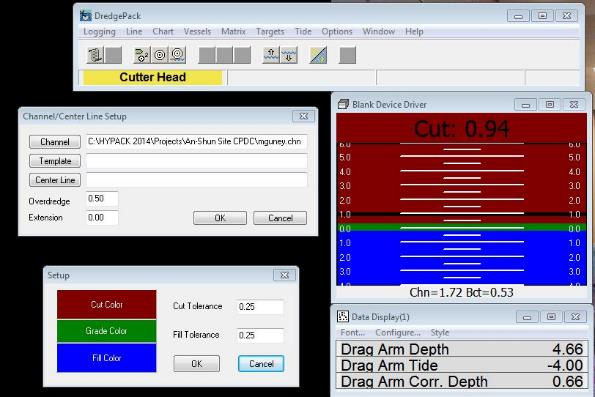 DredgePack
Logging Line Chart Vessels Matrix Targets Tide Options Window Help
Cutter Head
Channel/Center Line Setup
Channel C:\HYPACK 2014\Projects\An-Shun Site CPDC\mguney.chn
Template
Center Line
Overdredge 0.50
Extension 0.00 OK Cancel
Setup
Cut Color Cut Tolerance 0.25
Grade Color Fill Tolerance 0.25
Fill Color OK Cancel
Blank Device Driver
Cut: 0.94
6.0 6.0
5.0 5.0
4.0 4.0
3.0 3.0
2.0 2.0
1.0 1.0
0.0 0.0
1.0 1.0
2.0 2.0
3.0 3.0
4.0 4.0
Chn=1.72 Bct=0.53
Data Display(1)
Font... Configure... Style
Drag Arm Depth 4.66
Drag Arm Tide -4.00
Drag Arm Corr. Depth 0.66